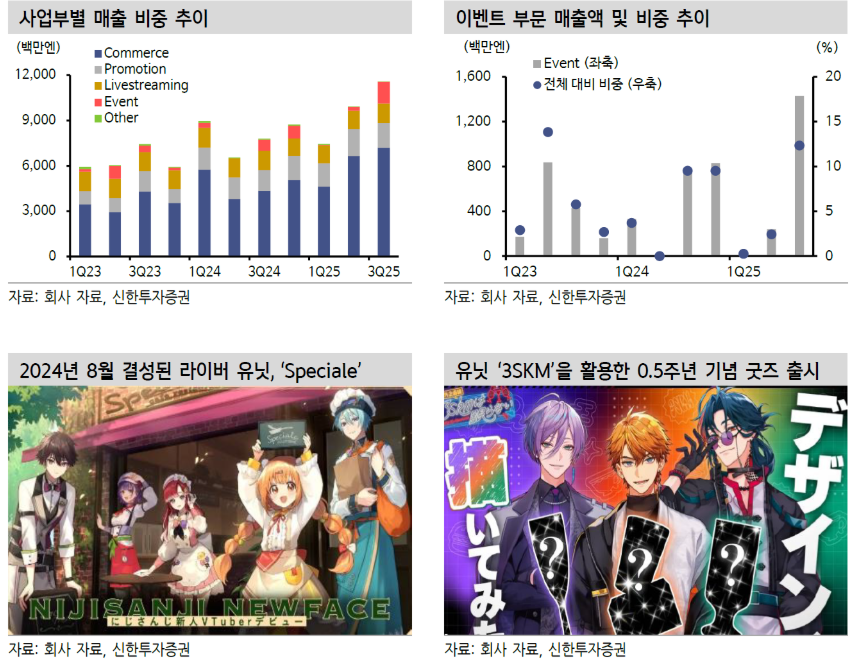 사업부별 매출 비중 추이
(백만엔)
Commerce
Promotion
Livestreaming
Event
Other
12,000
9,000
6,000
3,000
0
1Q23 3Q23 1Q24 3Q24 1Q25 3Q25
자료: 회사 자료, 신한투자증권
이벤트 부문 매출액 및 비중 추이
(백만엔) (%)
Event (좌축)
전체 대비 비중 (우축)
1,600 20
1,200 15
800 10
400 5
0 0
1Q23 1Q24 1Q25
자료: 회사 자료, 신한투자증권
2024년 8월 결성된 라이버 유닛, ‘Speciale’
Speciale
NIJISANJI NEWFACE
にじさんじ新人VTuberデビュー
자료: 회사 자료, 신한투자증권
유닛 ‘3SKM’을 활용한 0.5주년 기념 굿즈 출시
デザイン
描いてみた
? ? ?
자료: 회사 자료, 신한투자증권